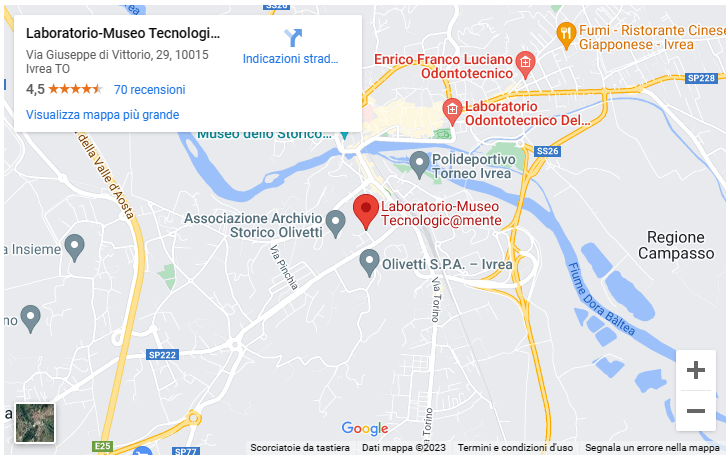 Laboratorio-Museo Tecnologi...
Via Giuseppe di Vittorio, 29, 10015
Ivrea TO
4,5
70 recensioni
Visualizza mappa più grande
Indicazioni strad...
Fumi - Ristorante Cinese
Giapponese - Ivrea
Enrico Franco Luciano
Odontotecnico
SP228
Laboratorio
Odontotecnico Del...
Museo dello Storico...
SS26
Polideportivo
Torneo Ivrea
della Valle d'Aosta
Laboratorio-Museo
Tecnologic@mente
Associazione Archivio
Storico Olivetti
Regione
Campasso
a Insieme
Via Pinchia
Olivetti S.P.A. – Ivrea
Fiume Dora Baltea
Via Torino
no
SP222
a
Via Torino
E25
SP77
Google
Scorciatoie da tastiera
Dati mappa ©2023
Termini e condizioni d'uso
Segnala un errore nella mappa